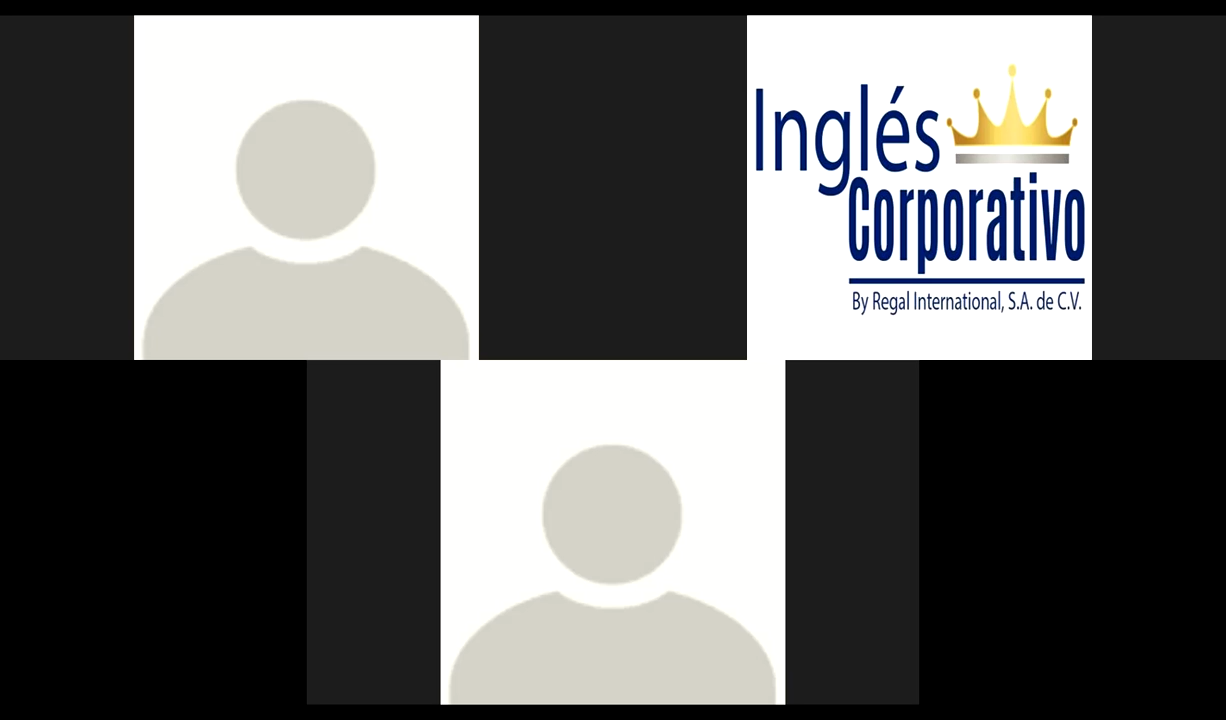 Inglés
Corporativo
By Regal International, S.A. de C.V.